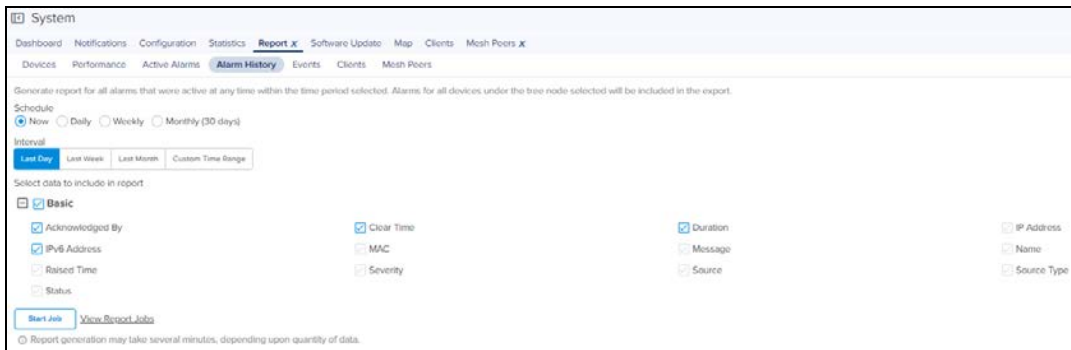 System
Dashboard Notifications Configuration Statistics Report X Software Update Map Clients Mesh Peers X
Devices Performance Active Alarms Alarm History Events Clients Mesh Peers
Generate report for all alarms that were active at any time within the time period selected. Alarms for all devices under the tree node selected will be included in the export.
Schedule
Now Daily Weekly Monthly (30 days)
Interval
Last Day Last Week Last Month Custom Time Range
Select data to include in report
Basic
Acknowledged By Clear Time Duration IP Address
IPv6 Address MAC Message Name
Raised Time Severity Source Source Type
Status
Start Job View Report Jobs
Report generation may take several minutes, depending upon quantity of data.